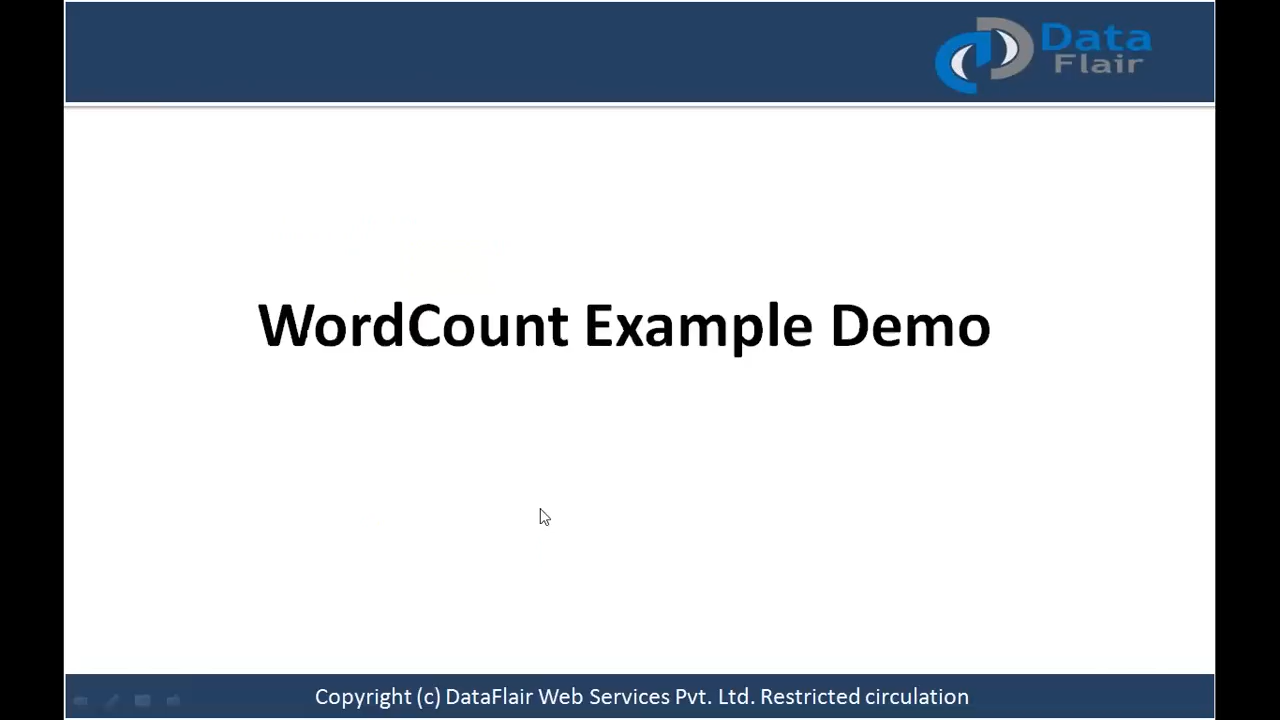 Data
Flair
WordCount Example Demo
Copyright (c) DataFlair Web Services Pvt. Ltd. Restricted circulation